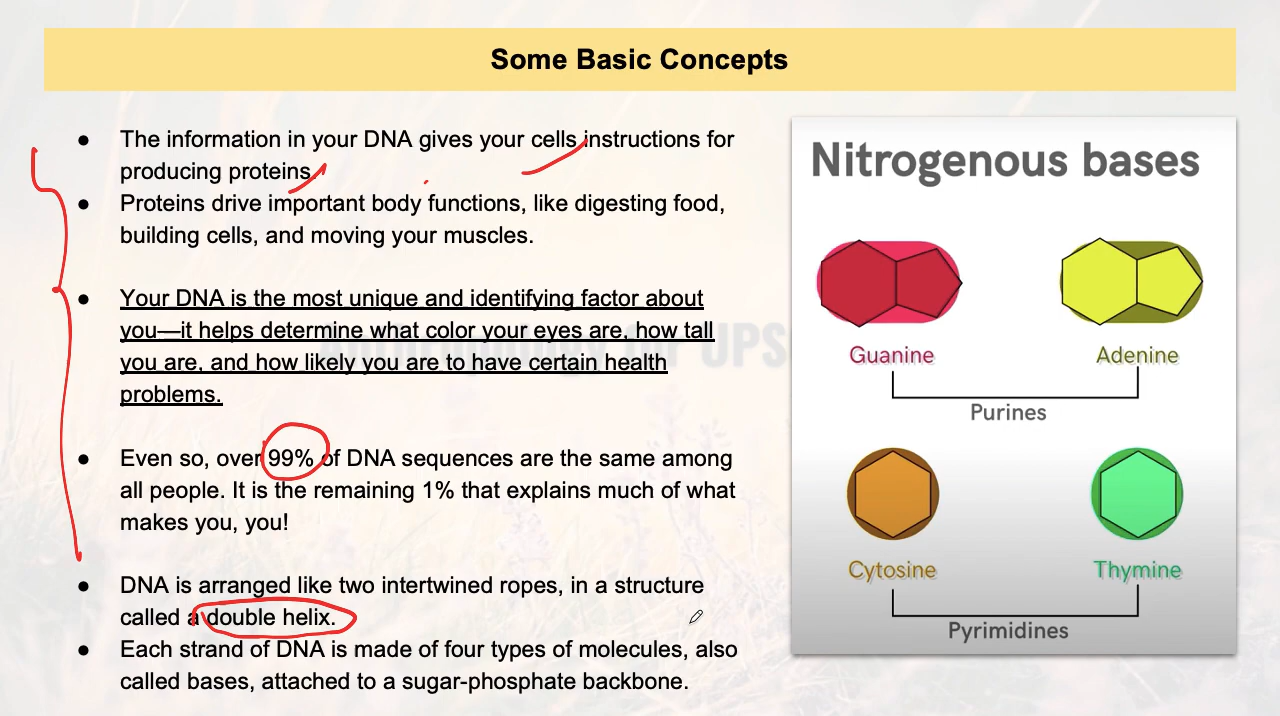 Some Basic Concepts
● The information in your DNA gives your cells instructions for
producing proteins.
● Proteins drive important body functions, like digesting food,
building cells, and moving your muscles.
● Your DNA is the most unique and identifying factor about
you—it helps determine what color your eyes are, how tall
you are, and how likely you are to have certain health
problems.
● Even so, over 99% of DNA sequences are the same among
all people. It is the remaining 1% that explains much of what
makes you, you!
● DNA is arranged like two intertwined ropes, in a structure
called a double helix.
● Each strand of DNA is made of four types of molecules, also
called bases, attached to a sugar-phosphate backbone.
Nitrogenous bases
Guanine Adenine
Purines
Cytosine Thymine
Pyrimidines